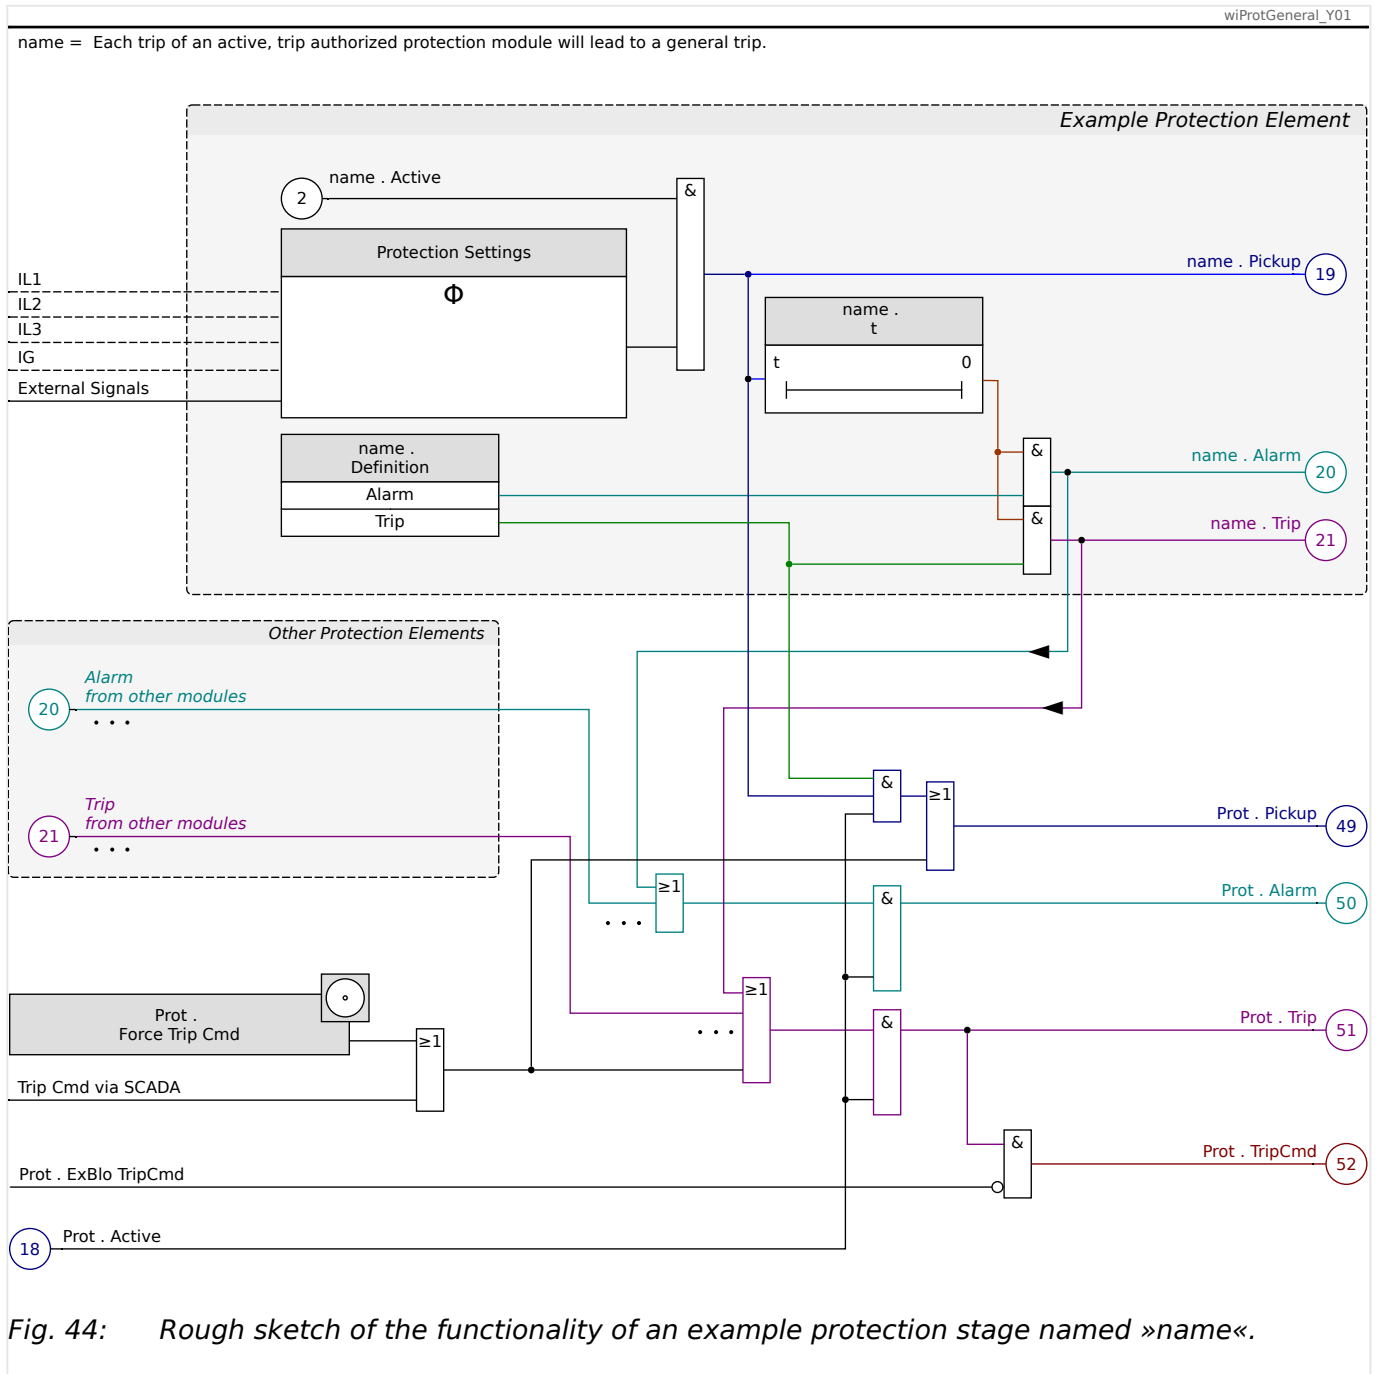 wiProtGeneral_Y01
name = Each trip of an active, trip authorized protection module will lead to a general trip.
Example Protection Element
name . Active
2
&
Protection Settings
Φ
IL1
IL2
IL3
IG
External Signals
name . Pickup
19
name .
t
t 0
name .
Definition
Alarm
Trip
&
name . Alarm
20
&
name . Trip
21
Other Protection Elements
Alarm
from other modules
20
• • •
Trip
from other modules
21
• • •
&
≥1
Prot . Pickup
49
≥1
• • •
&
Prot . Alarm
50
Prot .
Force Trip Cmd
≥1
Trip Cmd via SCADA
≥1
• • •
&
Prot . Trip
51
&
Prot . TripCmd
52
Prot . ExBlo TripCmd
18
Prot . Active
Fig. 44: Rough sketch of the functionality of an example protection stage named »name«.